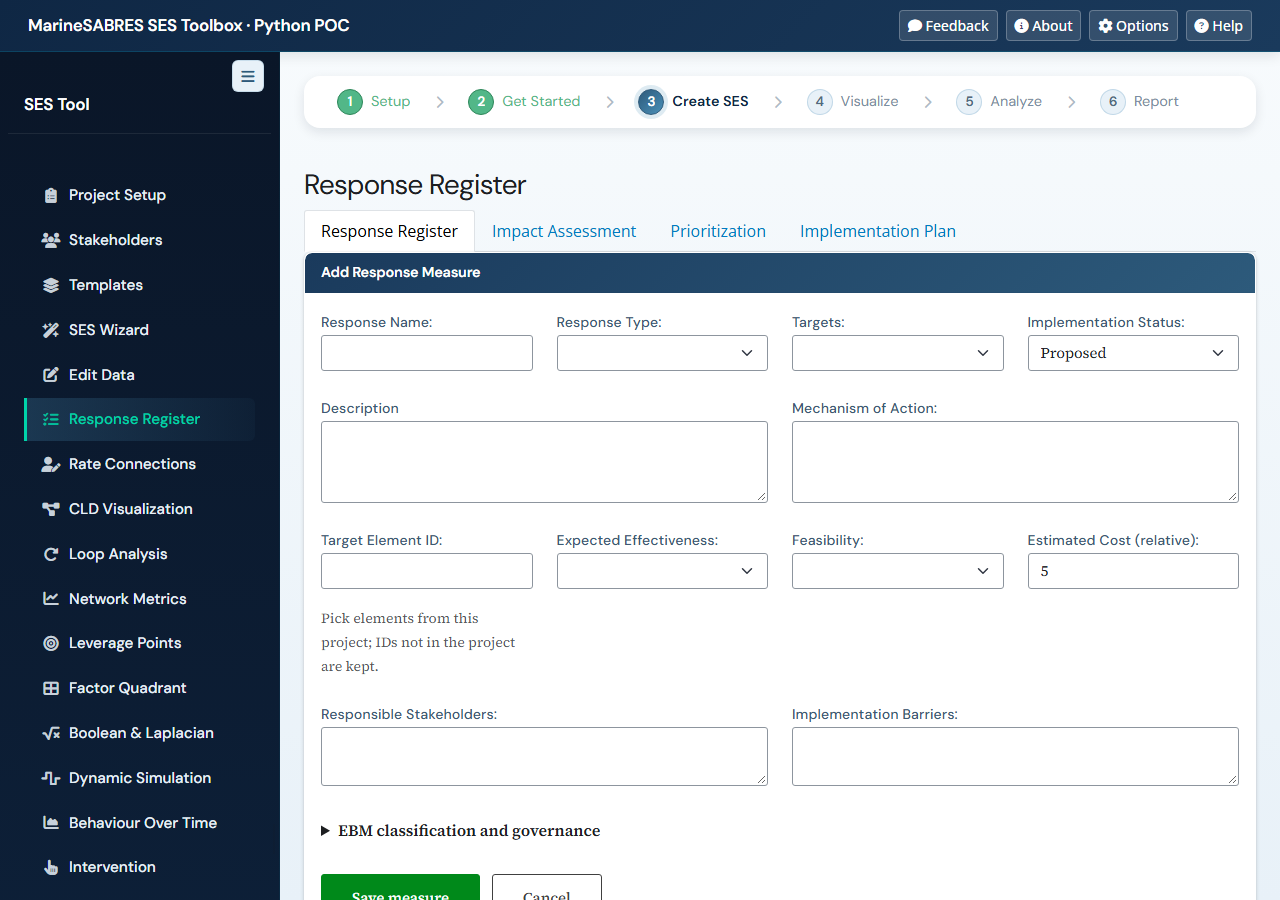 MarineSABRES SES Toolbox · Python POC
Feedback
About
Options
Help
SES Tool
Project Setup
Stakeholders
Templates
SES Wizard
Edit Data
Response Register
Rate Connections
CLD Visualization
Loop Analysis
Network Metrics
Leverage Points
Factor Quadrant
Boolean & Laplacian
Dynamic Simulation
Behaviour Over Time
Intervention
1 Setup
2 Get Started
3 Create SES
4 Visualize
5 Analyze
6 Report
Response Register
Response Register
Impact Assessment
Prioritization
Implementation Plan
Add Response Measure
Response Name:
Response Type:
Targets:
Implementation Status:
Proposed
Description
Mechanism of Action:
Target Element ID:
Expected Effectiveness:
Feasibility:
Estimated Cost (relative):
5
Pick elements from this
project; IDs not in the project
are kept.
Responsible Stakeholders:
Implementation Barriers:
EBM classification and governance
Save measure
Cancel